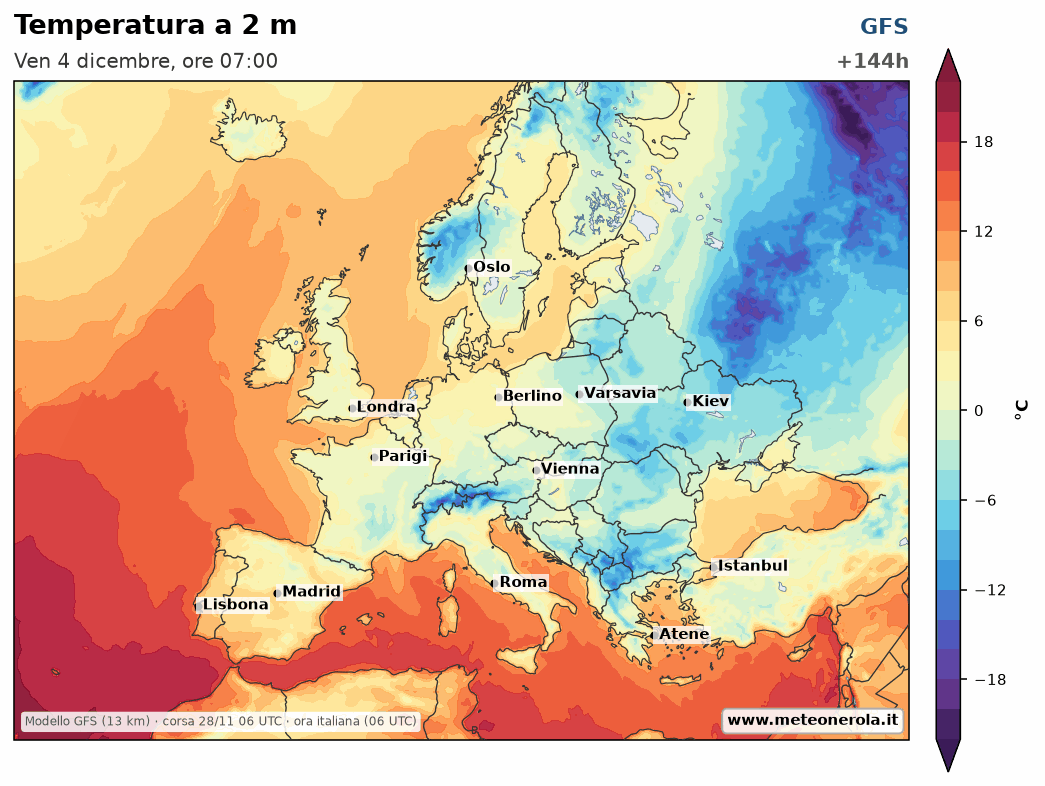 Temperatura a 2 m
GFS
Ven 4 dicembre, ore 07:00
+144h
18
12
6
0
−6
−12
−18
°C
Oslo
Londra
Berlino
Varsavia
Kiev
Parigi
Vienna
Istanbul
Roma
Madrid
Lisbona
Atene
Modello GFS (13 km) · corsa 28/11 06 UTC · ora italiana (06 UTC)
www.meteonerola.it